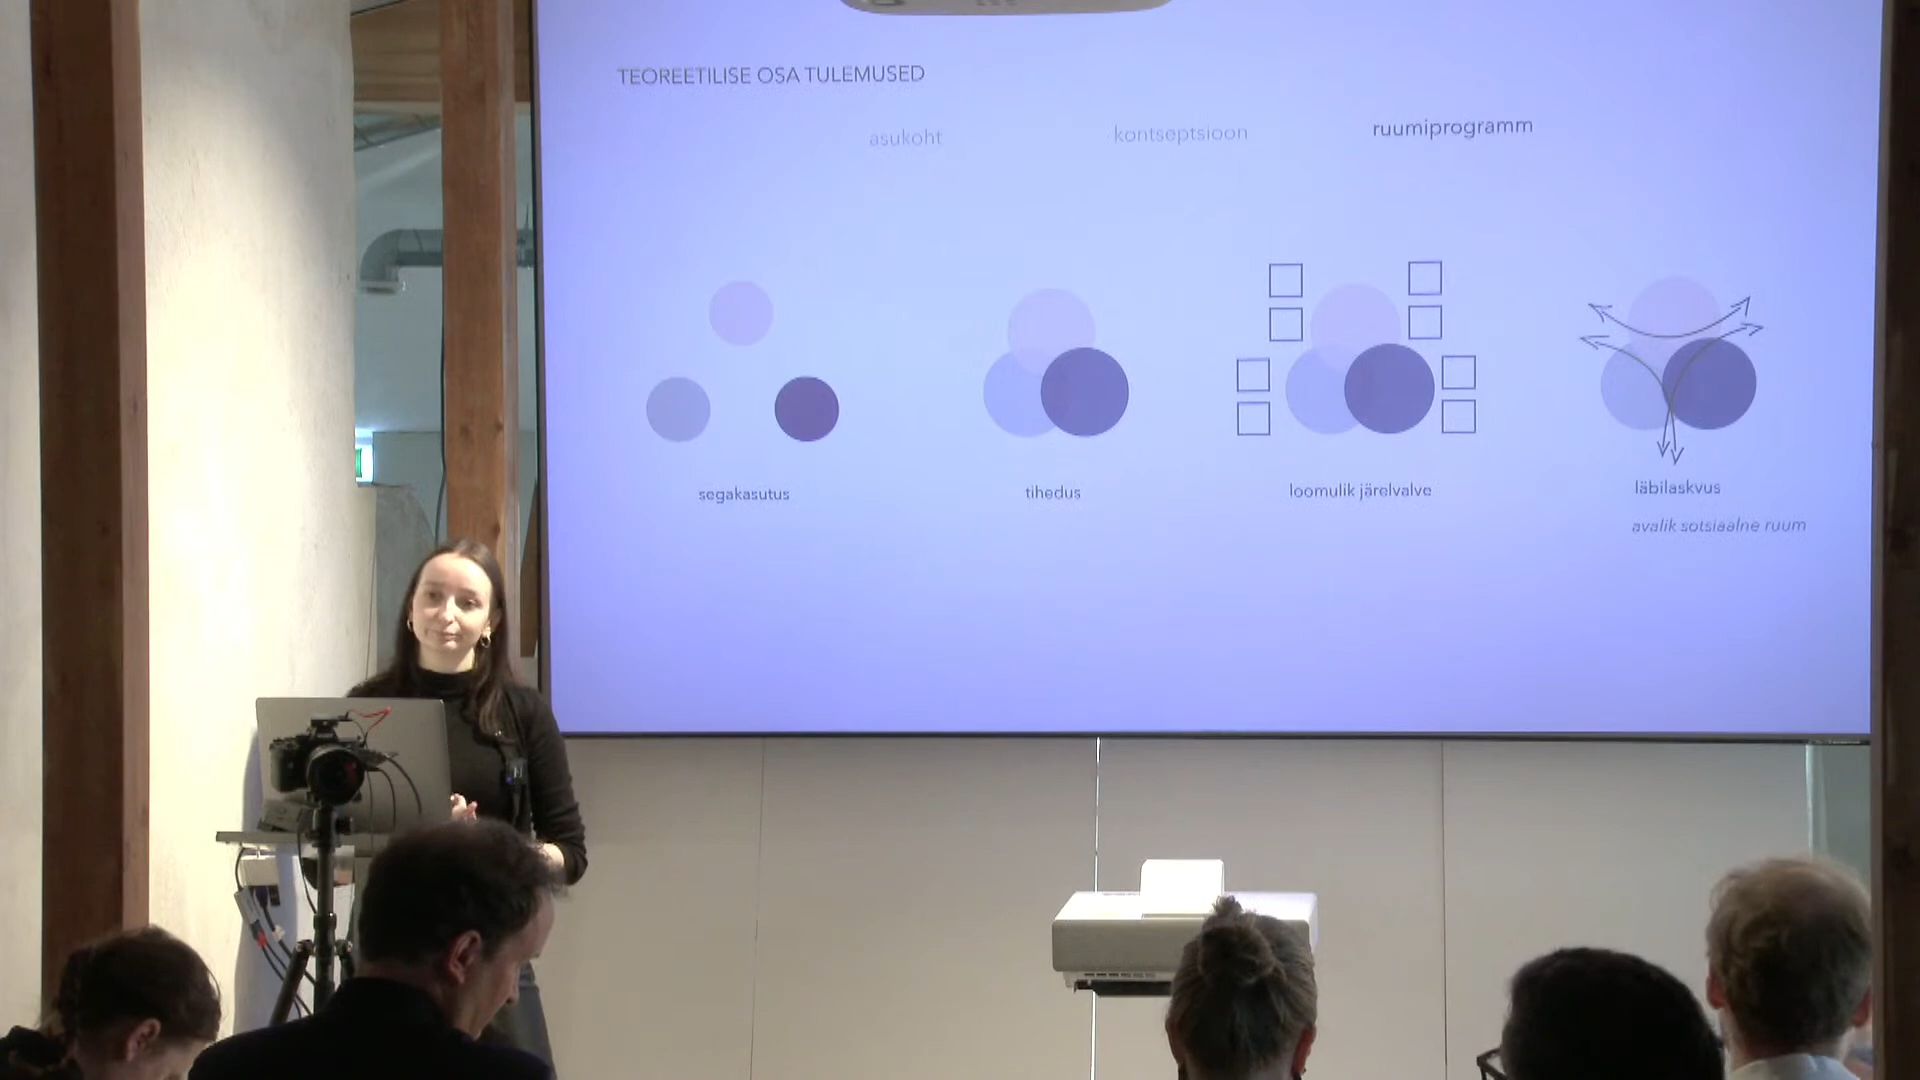 TEOREETILISE OSA TULEMUSED
asukoht
kontseptsioon
ruumiprogramm
segakasutus
tihedus
loomulik järelvalve
läbilaskvus
avalik sotsiaalne ruum